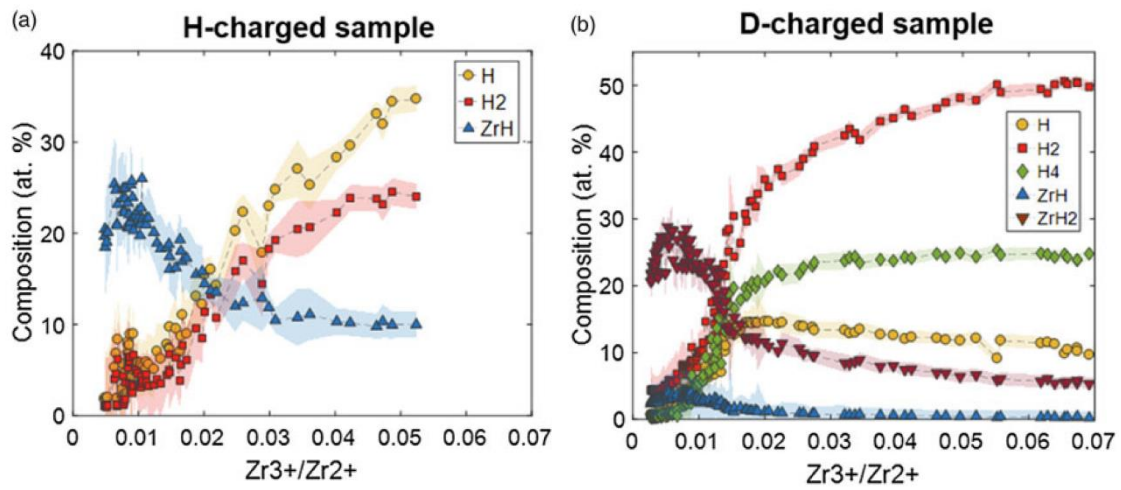 (a)
H-charged sample
Composition (at. %)
40
30
20
10
0
H
H2
ZrH
0 0.01 0.02 0.03 0.04 0.05 0.06 0.07
Zr3+/Zr2+
(b)
D-charged sample
Composition (at. %)
50
40
30
20
10
0
H
H2
H4
ZrH
ZrH2
0 0.01 0.02 0.03 0.04 0.05 0.06 0.07
Zr3+/Zr2+